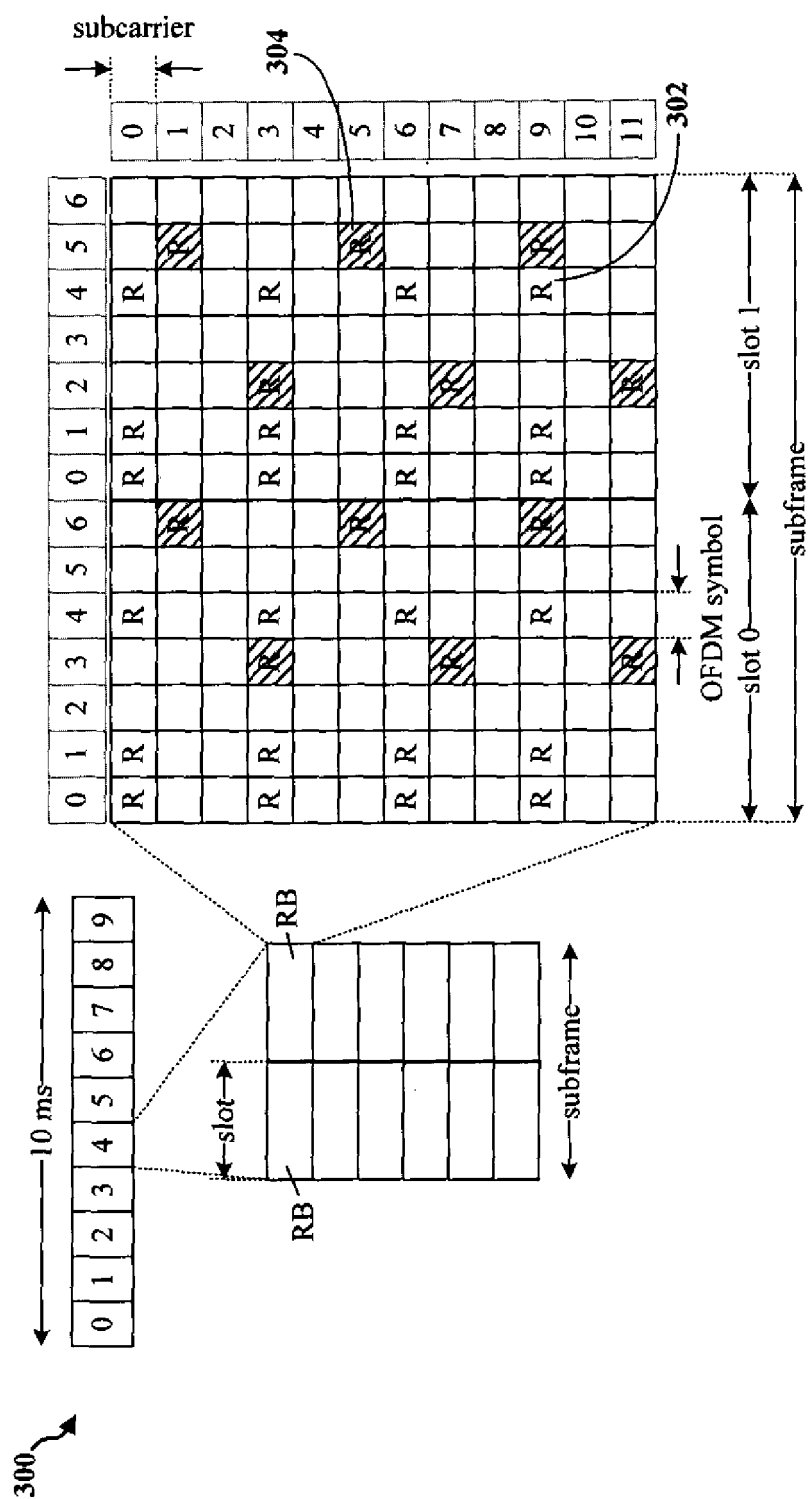 300
10 ms
0 1 2 3 4 5 6 7 8 9
slot
RB RB
subframe
subcarrier
0 1 2 3 4 5 6 0 1 2 3 4 5 6
R R R R R R 0
R R 1
304
2
R R R R R R R R 3
4
R R 5
R R R R R R 6
R R 7
8
R R R R R R R R 9
302
10
R R 11
OFDM symbol
slot 0 slot 1
subframe